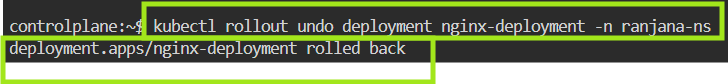 controlplane:~$ kubectl rollout undo deployment nginx-deployment -n ranjana-ns
deployment.apps/nginx-deployment rolled back